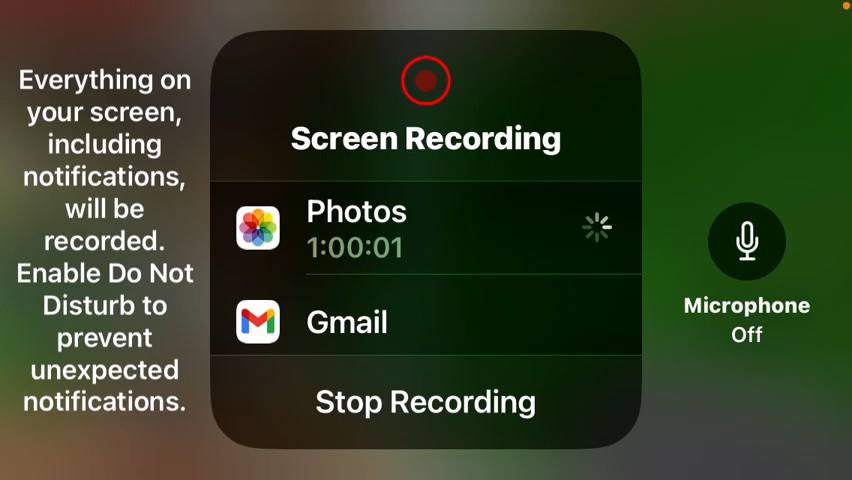 Everything on
your screen,
including
notifications,
will be
recorded.
Enable Do Not
Disturb to
prevent
unexpected
notifications.
Screen Recording
Photos
1:00:01
Gmail
Stop Recording
Microphone
Off